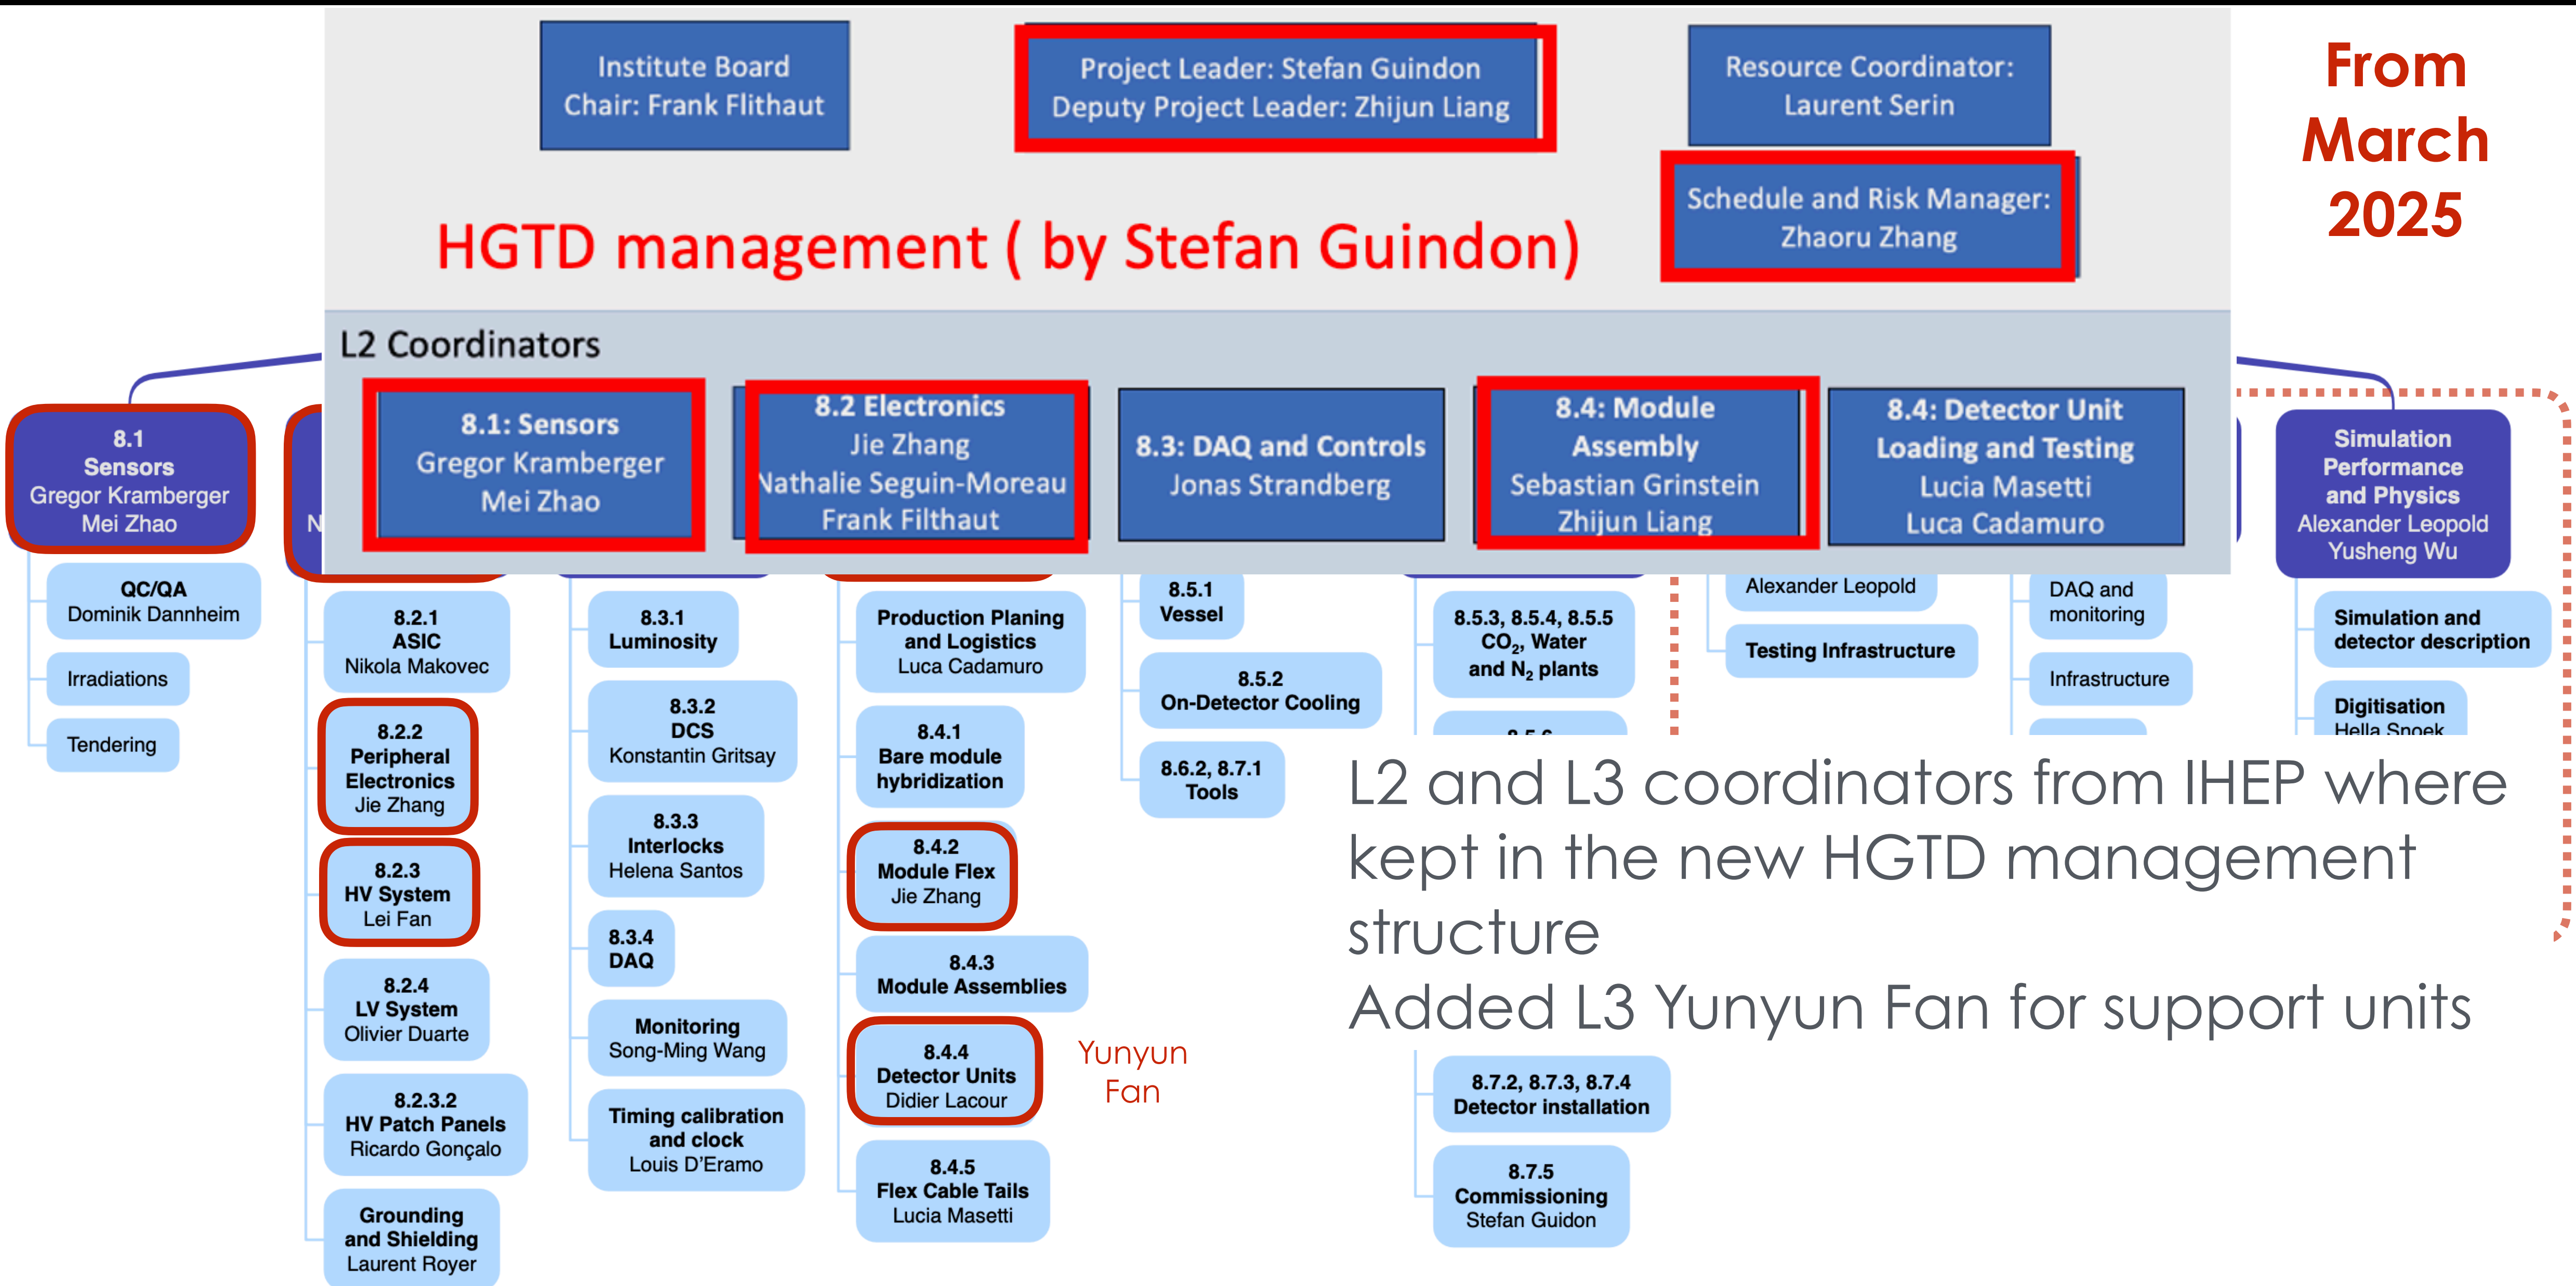 Institute Board
Chair: Frank Flithaut
Project Leader: Stefan Guindon
Deputy Project Leader: Zhijun Liang
Resource Coordinator:
Laurent Serin
From
March
2025
Schedule and Risk Manager:
Zhaoru Zhang
HGTD management ( by Stefan Guindon)
L2 Coordinators
8.1: Sensors
Gregor Kramberger
Mei Zhao
8.2 Electronics
Jie Zhang
Nathalie Seguin-Moreau
Frank Filthaut
8.3: DAQ and Controls
Jonas Strandberg
8.4: Module
Assembly
Sebastian Grinstein
Zhijun Liang
8.4: Detector Unit
Loading and Testing
Lucia Masetti
Luca Cadamuro
8.1
Sensors
Gregor Kramberger
Mei Zhao
QC/QA
Dominik Dannheim
Irradiations
Tendering
N
8.2.1
ASIC
Nikola Makovec
8.2.2
Peripheral
Electronics
Jie Zhang
8.2.3
HV System
Lei Fan
8.2.4
LV System
Olivier Duarte
8.2.3.2
HV Patch Panels
Ricardo Gonçalo
Grounding
and Shielding
Laurent Royer
8.3.1
Luminosity
8.3.2
DCS
Konstantin Gritsay
8.3.3
Interlocks
Helena Santos
8.3.4
DAQ
Monitoring
Song-Ming Wang
Timing calibration
and clock
Louis D'Eramo
Production Planing
and Logistics
Luca Cadamuro
8.4.1
Bare module
hybridization
8.4.2
Module Flex
Jie Zhang
8.4.3
Module Assemblies
8.4.4
Detector Units
Didier Lacour
Yunyun
Fan
8.4.5
Flex Cable Tails
Lucia Masetti
8.5.1
Vessel
8.5.2
On-Detector Cooling
8.6.2, 8.7.1
Tools
8.5.3, 8.5.4, 8.5.5
CO₂, Water
and N₂ plants
8.7.2, 8.7.3, 8.7.4
Detector installation
8.7.5
Commissioning
Stefan Guidon
Alexander Leopold
Testing Infrastructure
DAQ and
monitoring
Infrastructure
Simulation
Performance
and Physics
Alexander Leopold
Yusheng Wu
Simulation and
detector description
Digitisation
Hella Snoek
L2 and L3 coordinators from IHEP where
kept in the new HGTD management
structure
Added L3 Yunyun Fan for support units